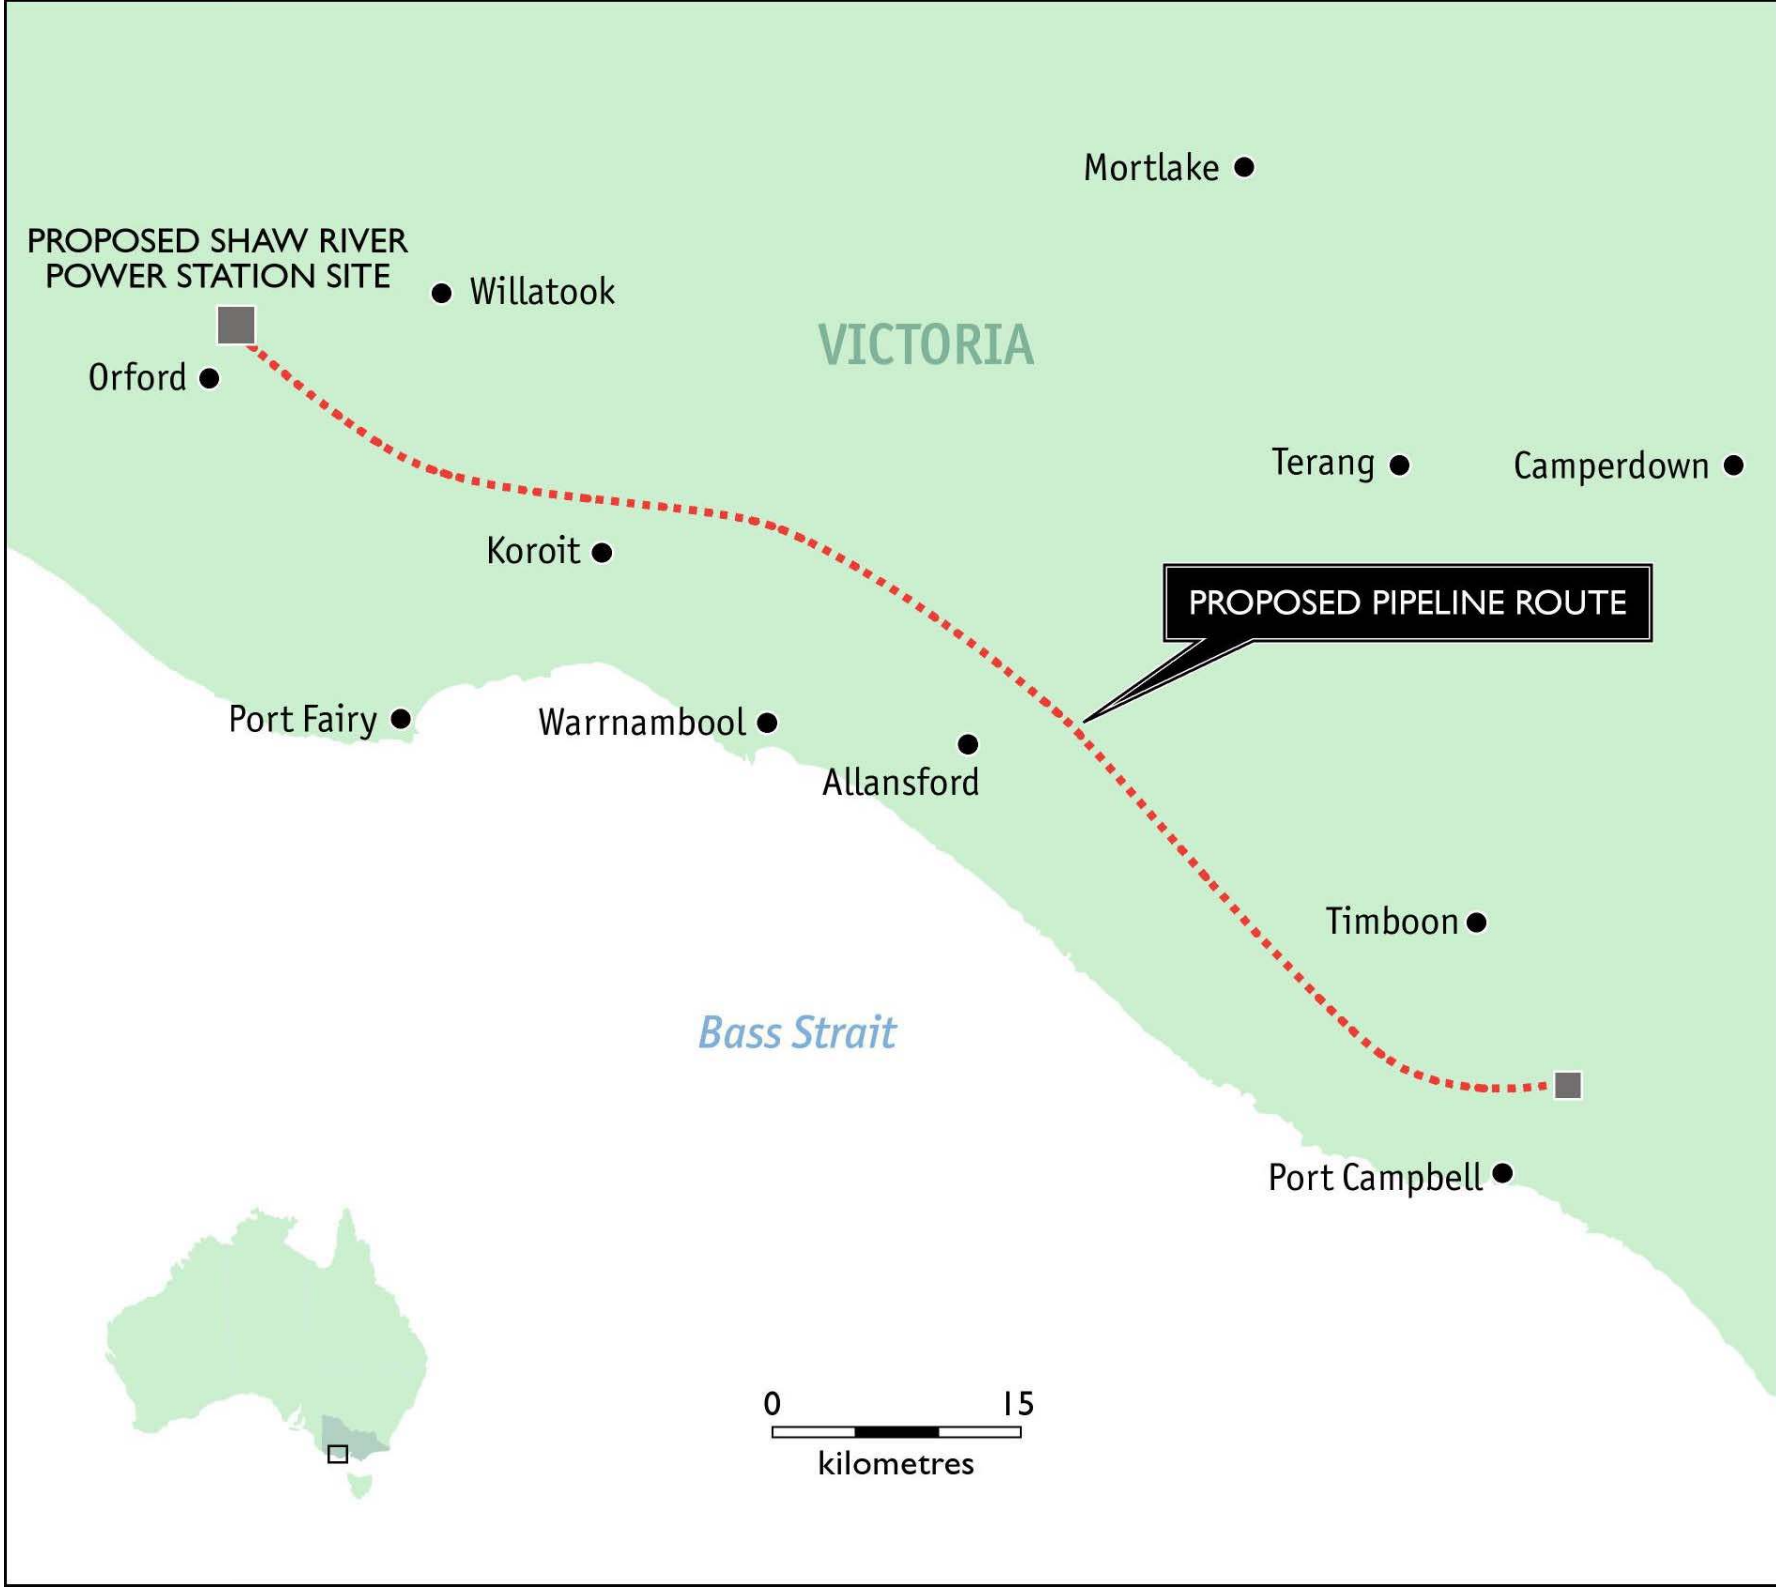 Mortlake
PROPOSED SHAW RIVER
POWER STATION SITE
Willatook
VICTORIA
Orford
Terang
Camperdown
Koroit
PROPOSED PIPELINE ROUTE
Port Fairy
Warrnambool
Allansford
Timboon
Bass Strait
Port Campbell
0 15
kilometres